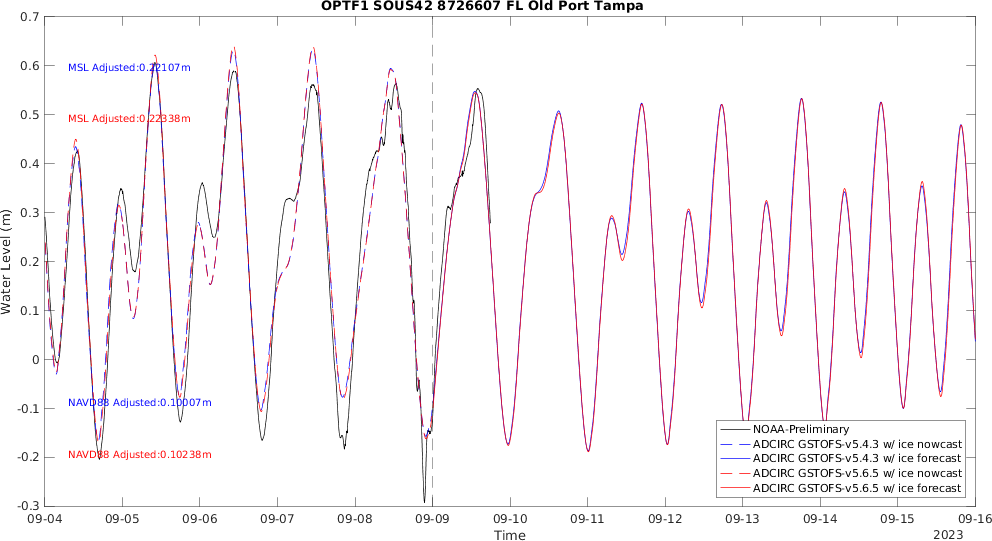 OPTF1 SOUS42 8726607 FL Old Port Tampa
0.7
0.6
0.5
0.4
0.3
0.2
0.1
0
-0.1
-0.2
-0.3
Water Level (m)
MSL Adjusted:0.22107m
MSL Adjusted:0.22338m
NAVD88 Adjusted:0.10007m
NAVD88 Adjusted:0.10238m
NOAA-Preliminary
ADCIRC GSTOFS-v5.4.3 w/ ice nowcast
ADCIRC GSTOFS-v5.4.3 w/ ice forecast
ADCIRC GSTOFS-v5.6.5 w/ ice nowcast
ADCIRC GSTOFS-v5.6.5 w/ ice forecast
09-04 09-05 09-06 09-07 09-08 09-09 09-10 09-11 09-12 09-13 09-14 09-15 09-16
Time
2023